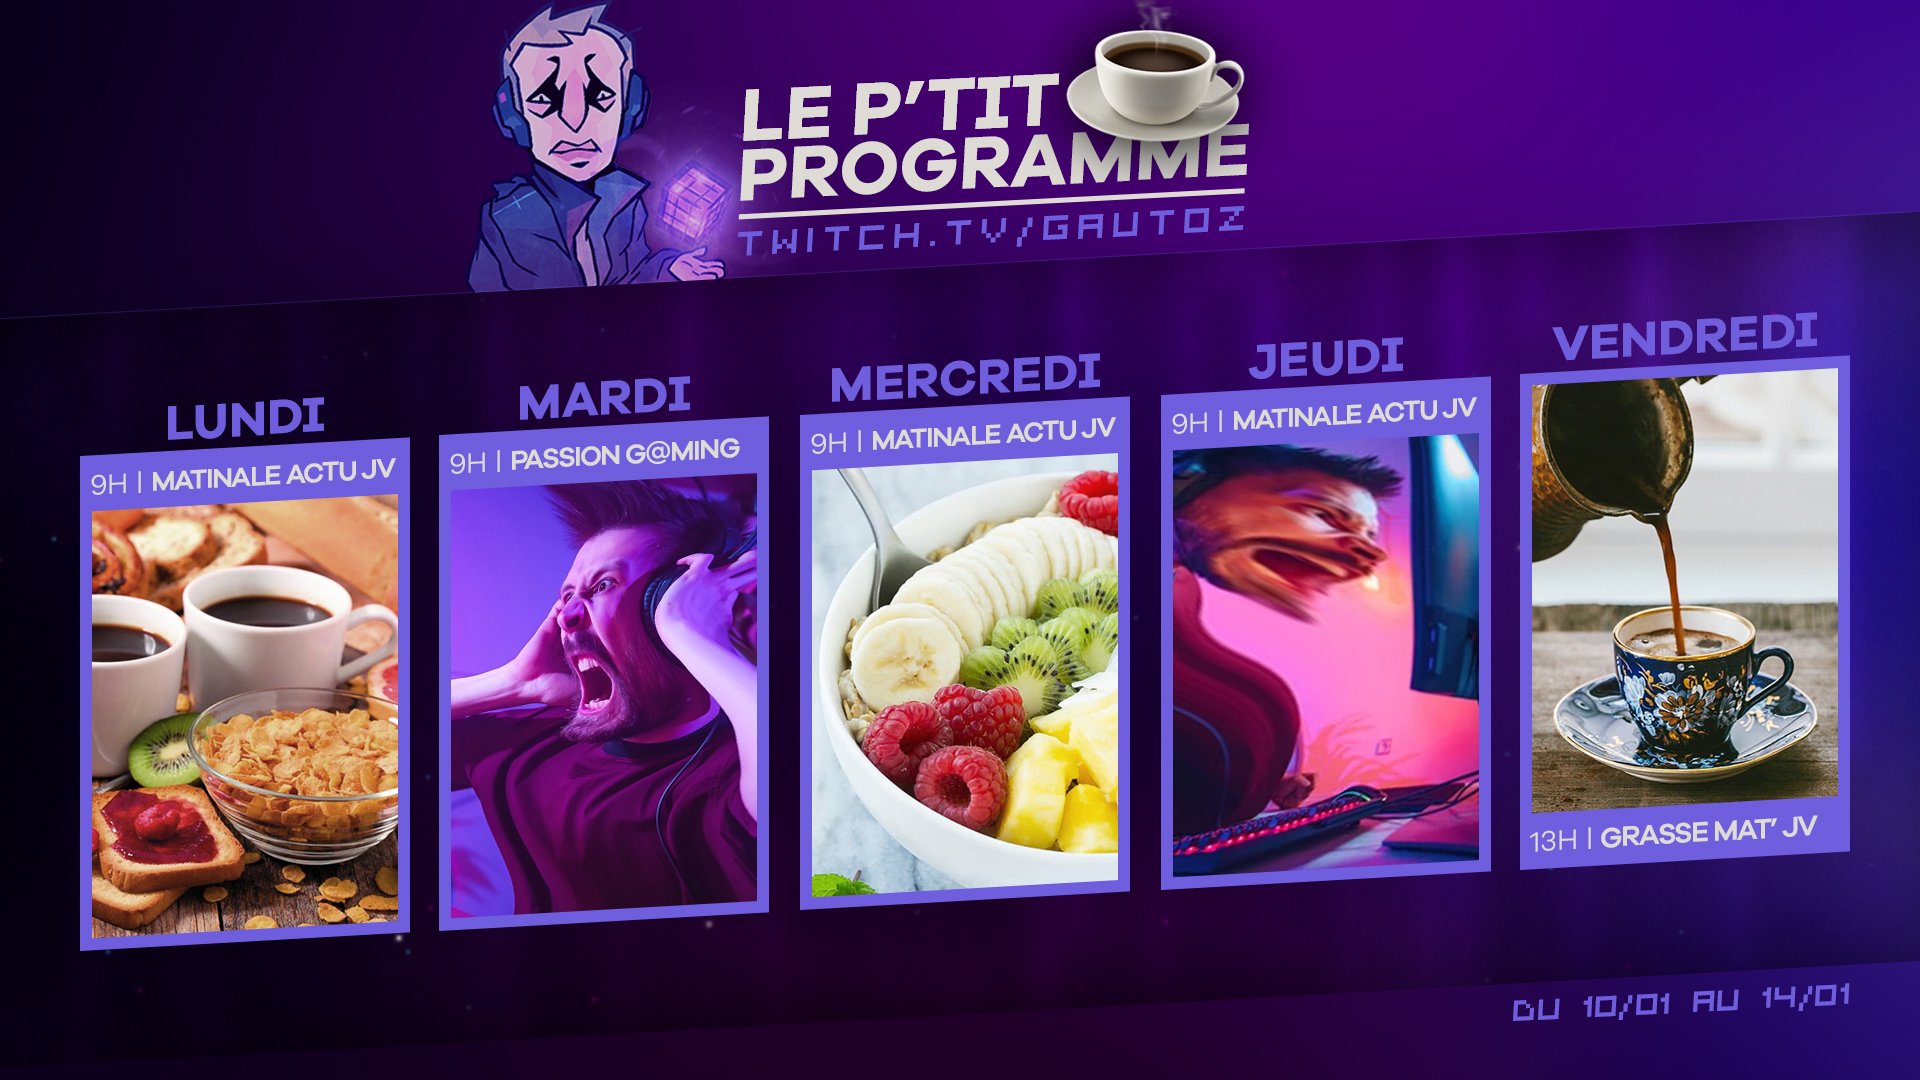 LE P'TIT
PROGRAMME
TWITCH.TV/GAUTOZ
LUNDI
9H | MATINALE ACTU JV
MARDI
9H | PASSION G@MING
MERCREDI
9H | MATINALE ACTU JV
JEUDI
9H | MATINALE ACTU JV
VENDREDI
13H | GRASSE MAT' JV
DU 10/01 AU 14/01